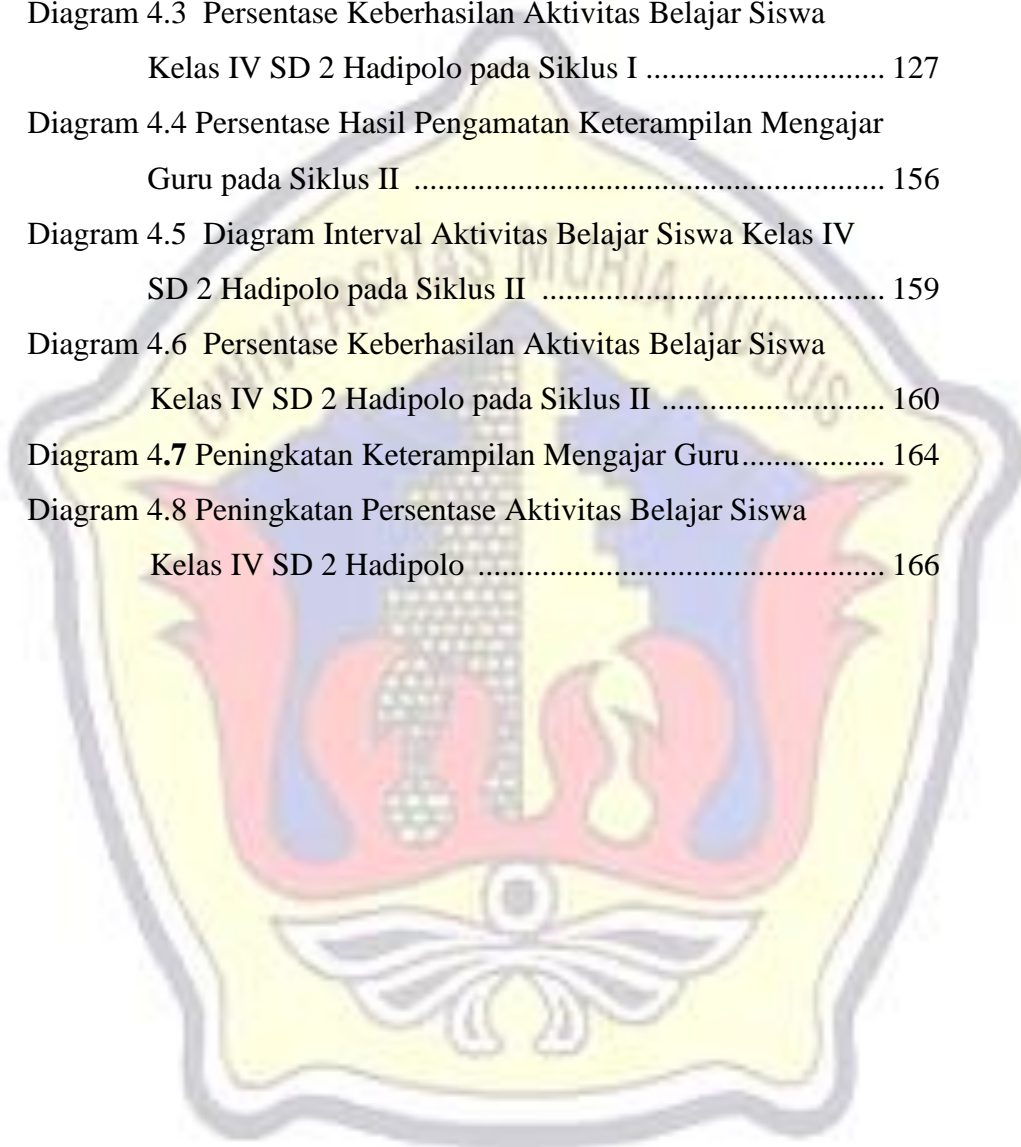 Diagram 4.3 Persentase Keberhasilan Aktivitas Belajar Siswa
Kelas IV SD 2 Hadipolo pada Siklus I .............................. 127
Diagram 4.4 Persentase Hasil Pengamatan Keterampilan Mengajar
Guru pada Siklus II ........................................................... 156
Diagram 4.5 Diagram Interval Aktivitas Belajar Siswa Kelas IV
SD 2 Hadipolo pada Siklus II ........................................... 159
Diagram 4.6 Persentase Keberhasilan Aktivitas Belajar Siswa
Kelas IV SD 2 Hadipolo pada Siklus II ............................ 160
Diagram 4.7 Peningkatan Keterampilan Mengajar Guru.................. 164
Diagram 4.8 Peningkatan Persentase Aktivitas Belajar Siswa
Kelas IV SD 2 Hadipolo ................................................... 166
UNIVERSITAS MURIA KUDUS